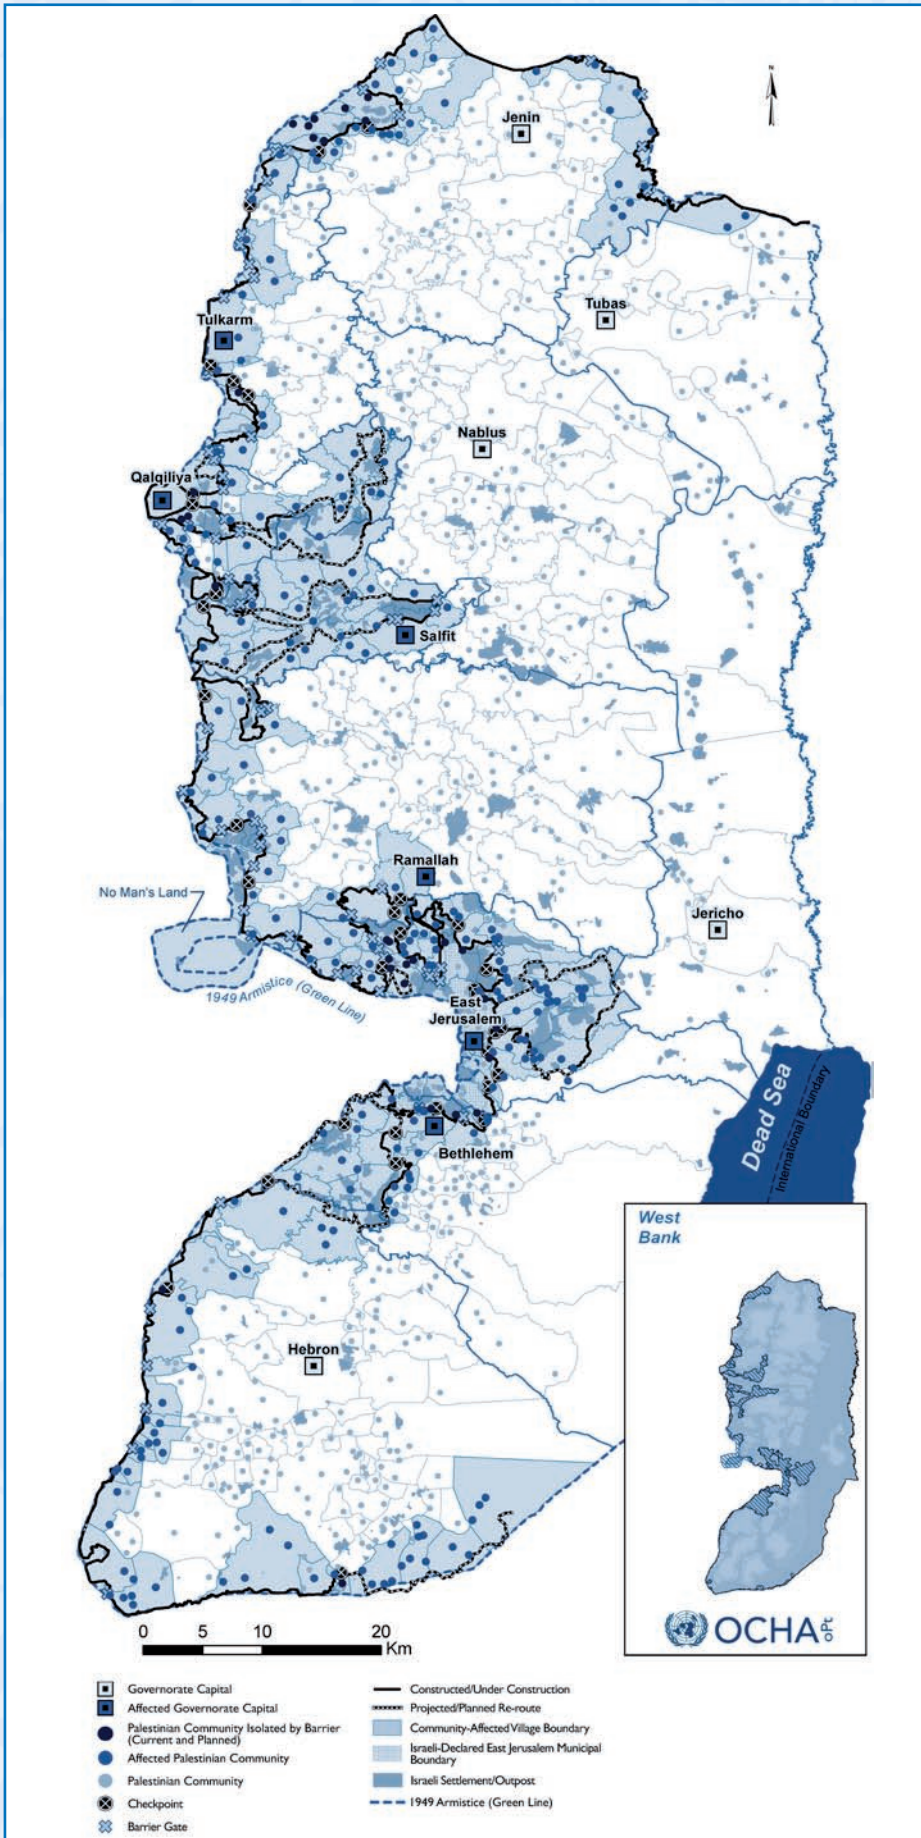 N
Jenin
Tubas
Tulkarm
Nablus
Qalqiliya
Salfit
Ramallah
No Man's Land
Jericho
1949 Armistice (Green Line)
East
Jerusalem
Dead Sea
International Boundary
Bethlehem
West
Bank
Hebron
OCHA oPt
0 5 10 20
Km
Governorate Capital
Affected Governorate Capital
Palestinian Community Isolated by Barrier
(Current and Planned)
Affected Palestinian Community
Palestinian Community
Checkpoint
Barrier Gate
Constructed/Under Construction
Projected/Planned Re-route
Community-Affected Village Boundary
Israeli-Declared East Jerusalem Municipal
Boundary
Israeli Settlement/Outpost
1949 Armistice (Green Line)